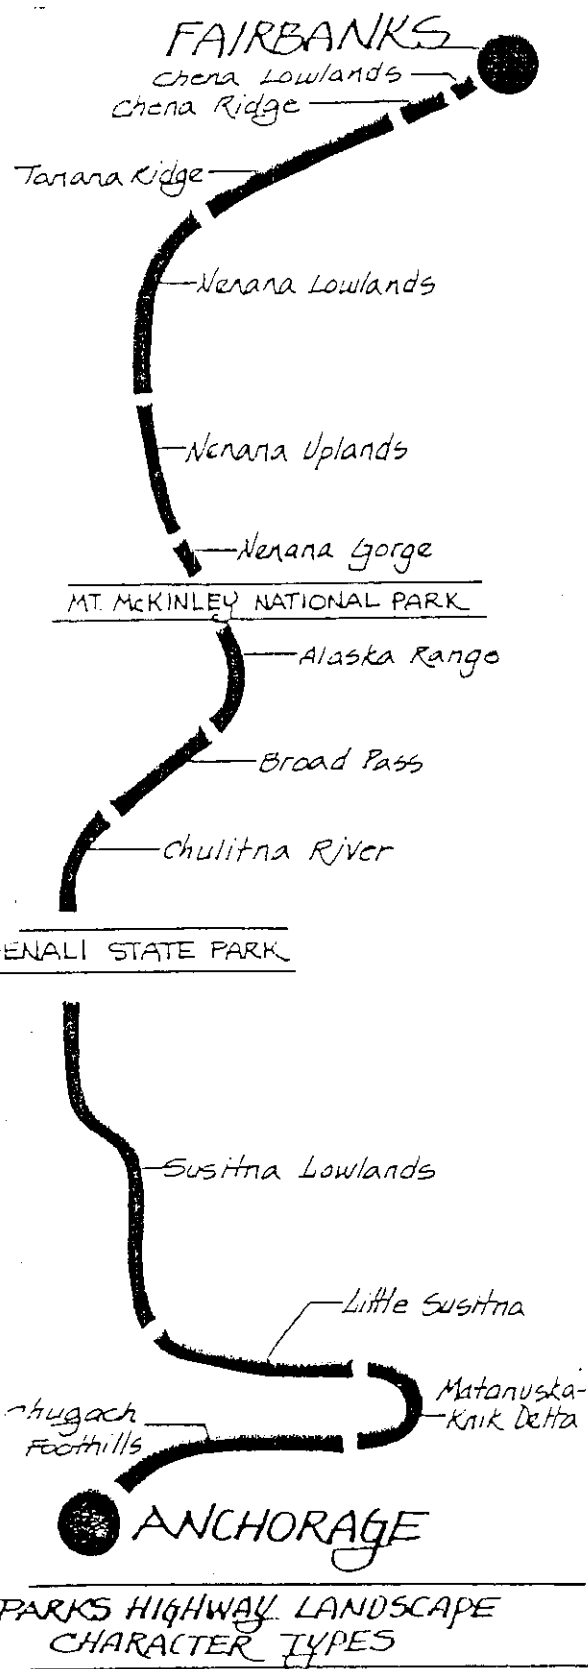 FAIRBANKS
Chena Lowlands
Chena Ridge
Tanana Ridge
Nenana Lowlands
Nenana Uplands
Nenana Gorge
MT. McKINLEY NATIONAL PARK
Alaska Range
Broad Pass
Chulitna River
ENALI STATE PARK
Susitna Lowlands
Little Susitna
Matanuska-
Knik Delta
hugach
Foothills
ANCHORAGE
PARKS HIGHWAY LANDSCAPE
CHARACTER TYPES